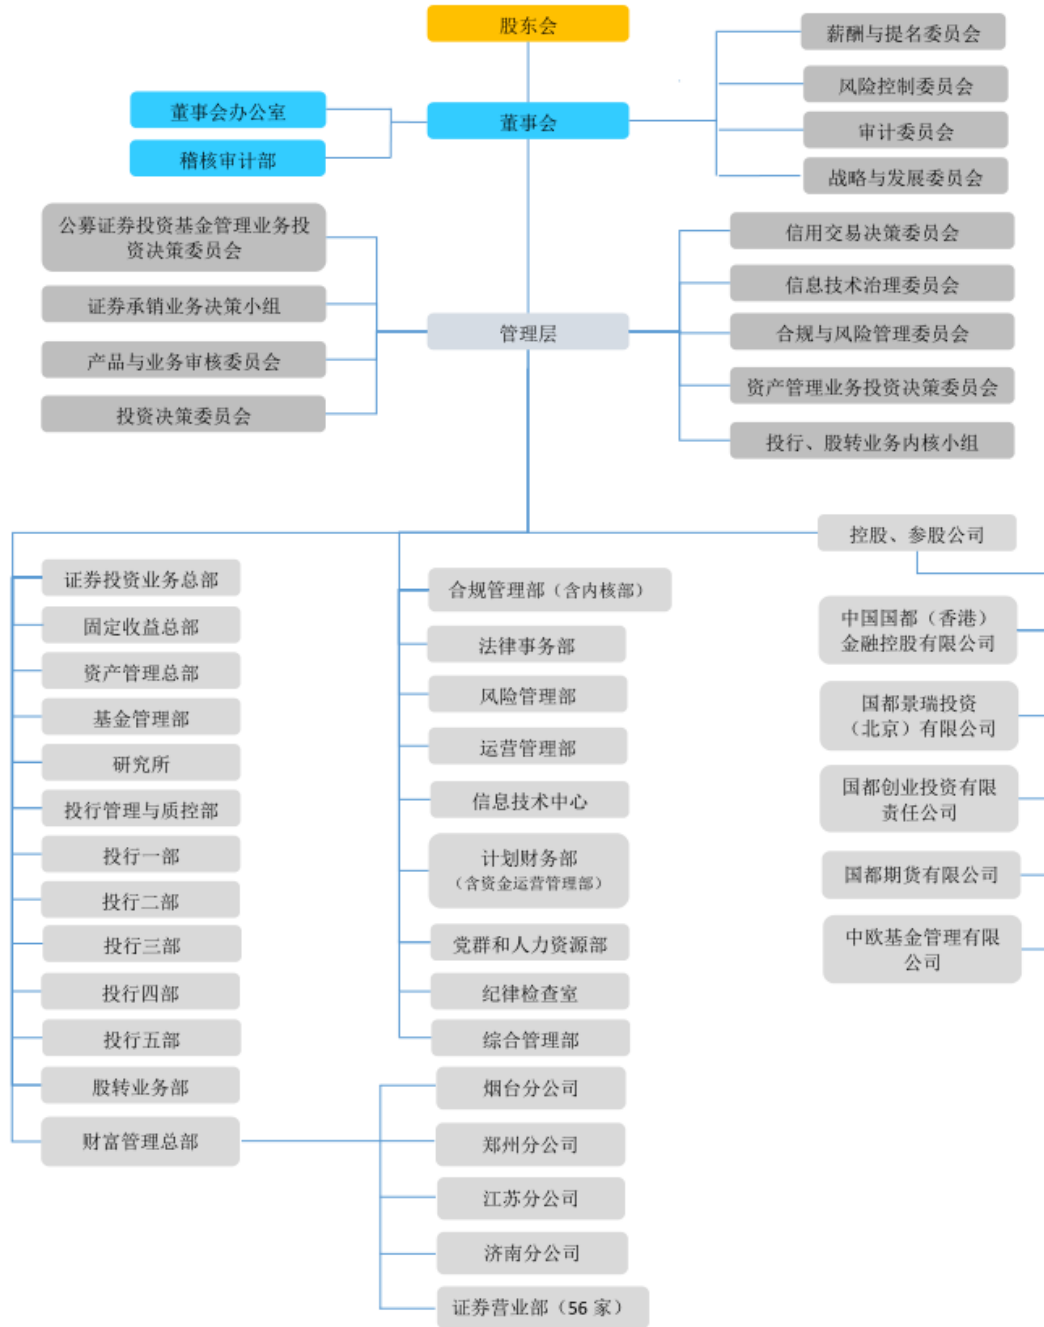 股东会
董事会
董事会办公室
稽核审计部
薪酬与提名委员会
风险控制委员会
审计委员会
战略与发展委员会
管理层
公募证券投资基金管理业务投
资决策委员会
证券承销业务决策小组
产品与业务审核委员会
投资决策委员会
信用交易决策委员会
信息技术治理委员会
合规与风险管理委员会
资产管理业务投资决策委员会
投行、股转业务内核小组
证券投资业务总部
固定收益总部
资产管理总部
基金管理部
研究所
投行管理与质控部
投行一部
投行二部
投行三部
投行四部
投行五部
股转业务部
财富管理总部
合规管理部（含内核部）
法律事务部
风险管理部
运营管理部
信息技术中心
计划财务部
（含资金运营管理部）
党群和人力资源部
纪律检查室
综合管理部
烟台分公司
郑州分公司
江苏分公司
济南分公司
证券营业部（56 家）
控股、参股公司
中国国都（香港）
金融控股有限公司
国都景瑞投资
（北京）有限公司
国都创业投资有限
责任公司
国都期货有限公司
中欧基金管理有限
公司